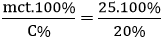 mct.100% / C% = 25.100% / 20%